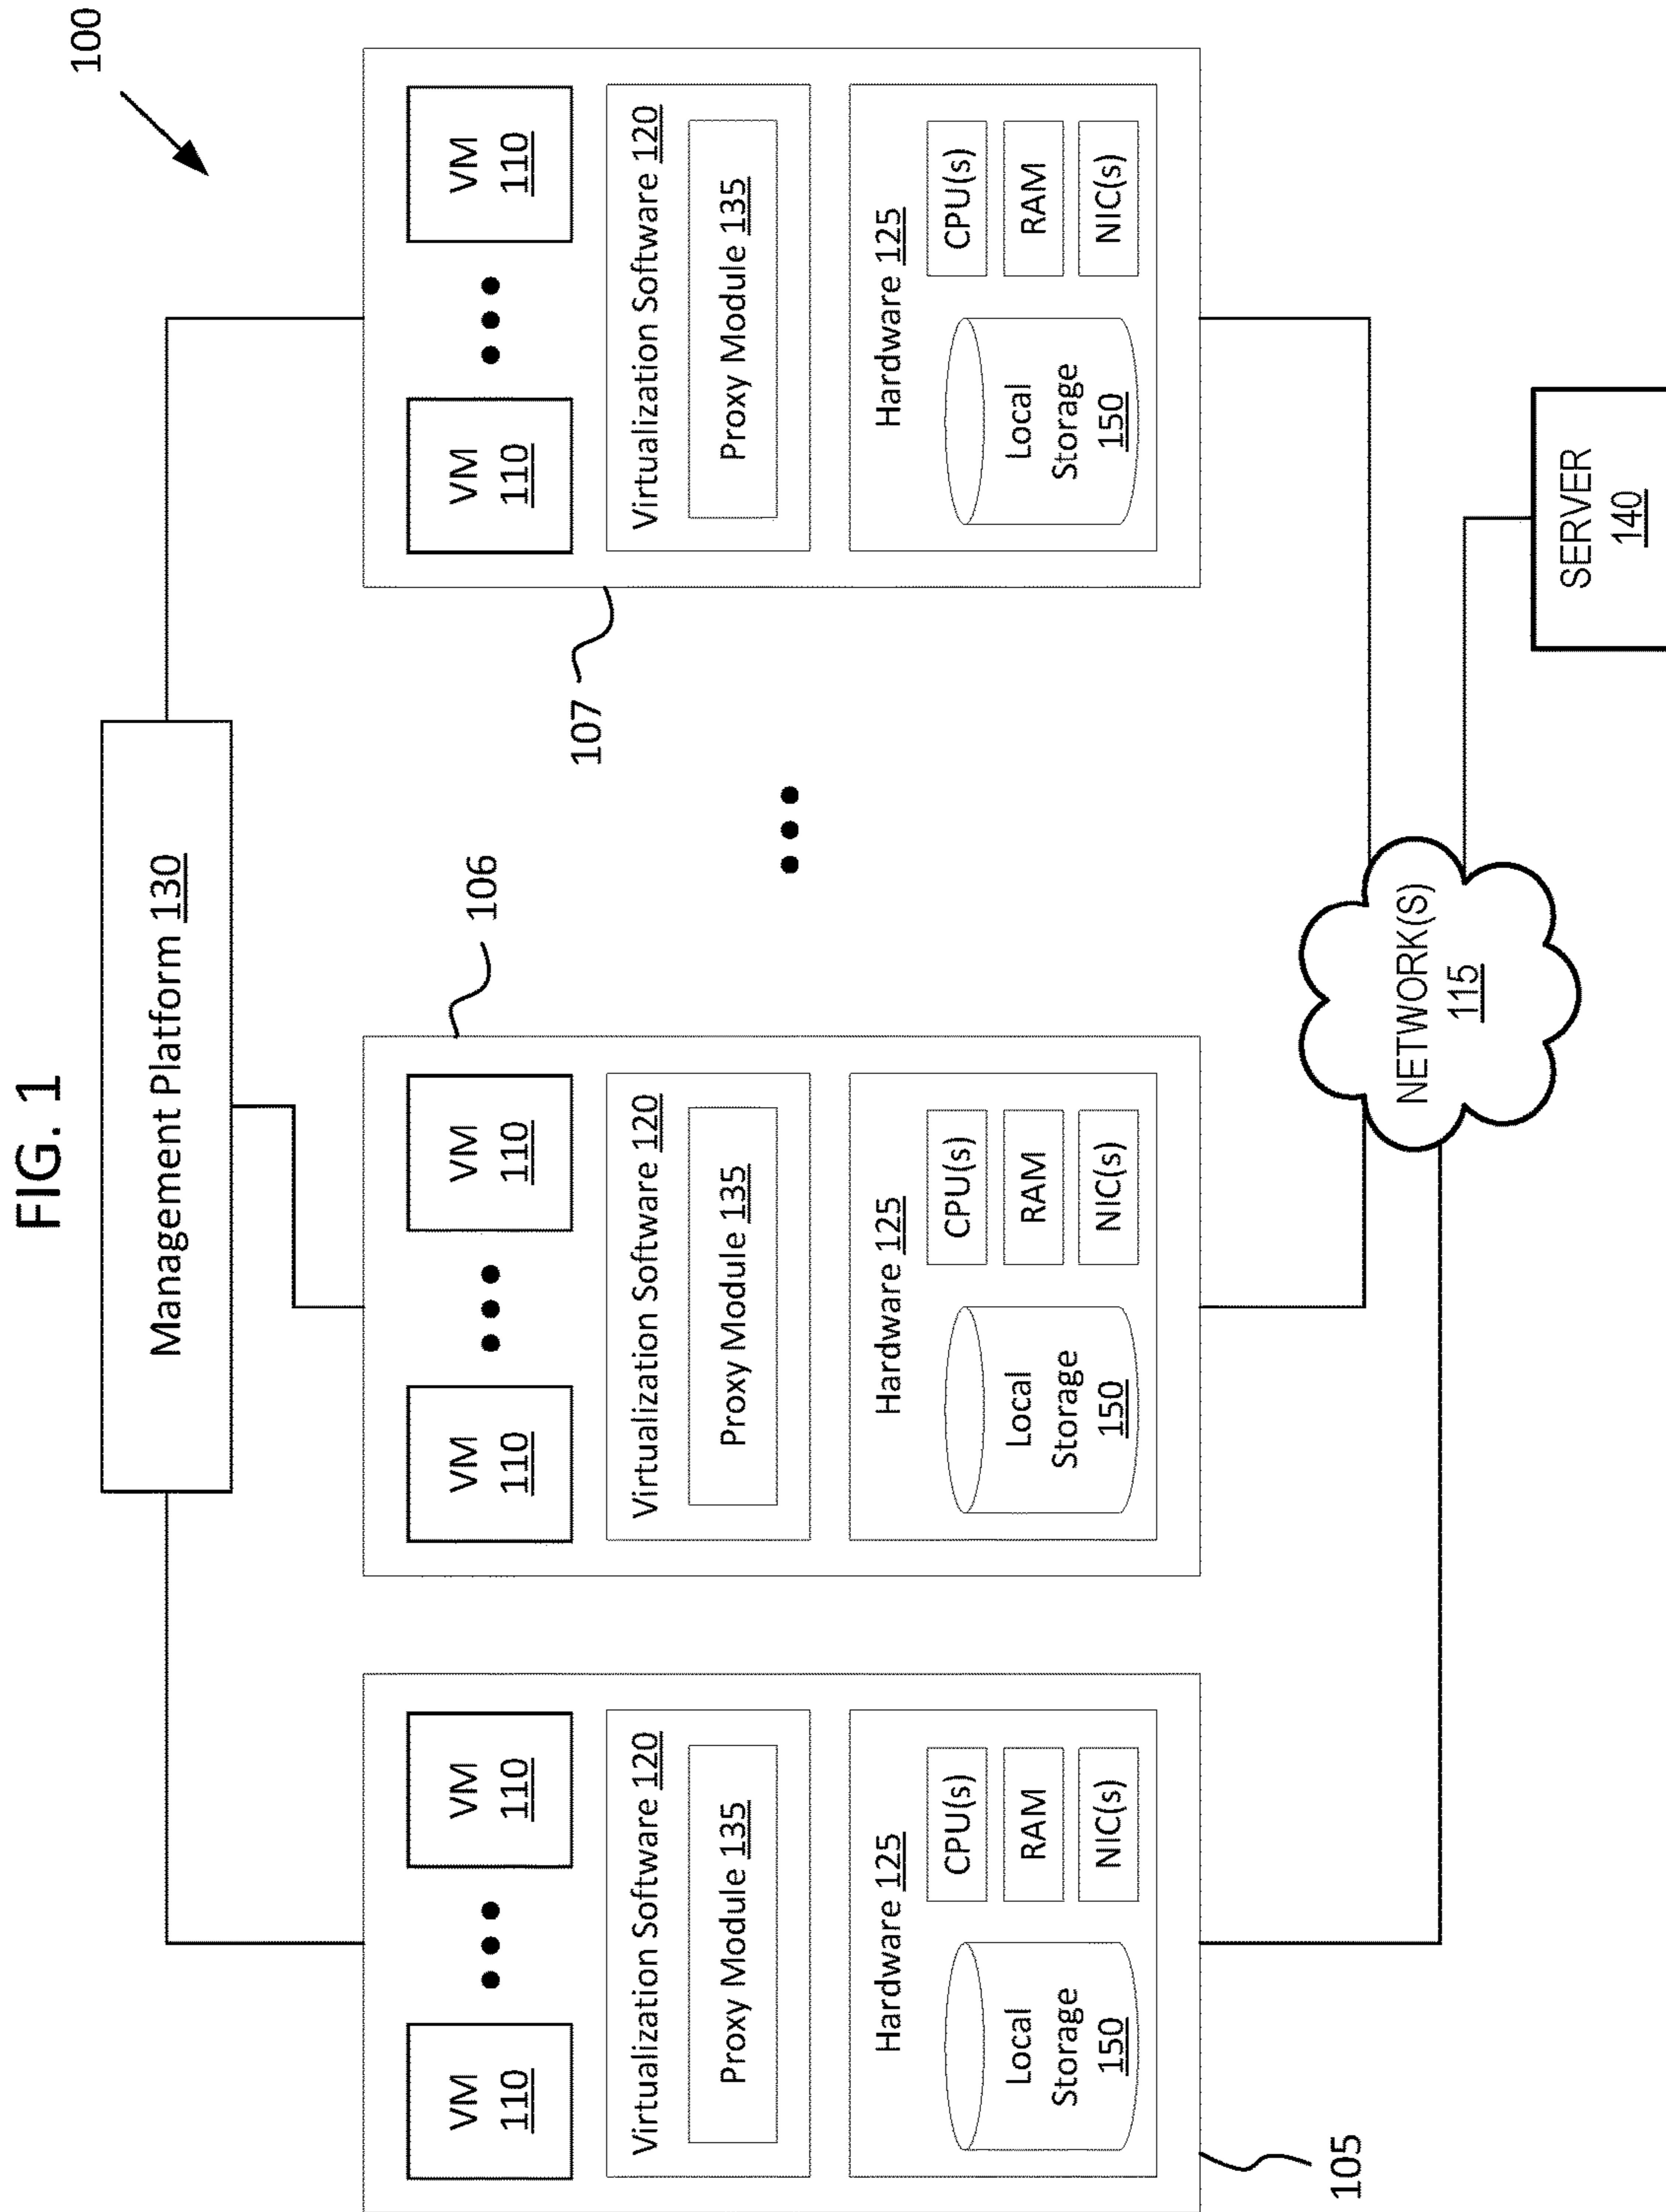 FIG. 1
100
Management Platform 130
105
VM
110
VM
110
Virtualization Software 120
Proxy Module 135
Hardware 125
Local
Storage
150
CPU(s)
RAM
NIC(s)
106
VM
110
VM
110
Virtualization Software 120
Proxy Module 135
Hardware 125
Local
Storage
150
CPU(s)
RAM
NIC(s)
107
VM
110
VM
110
Virtualization Software 120
Proxy Module 135
Hardware 125
Local
Storage
150
CPU(s)
RAM
NIC(s)
NETWORK(S)
115
SERVER
140